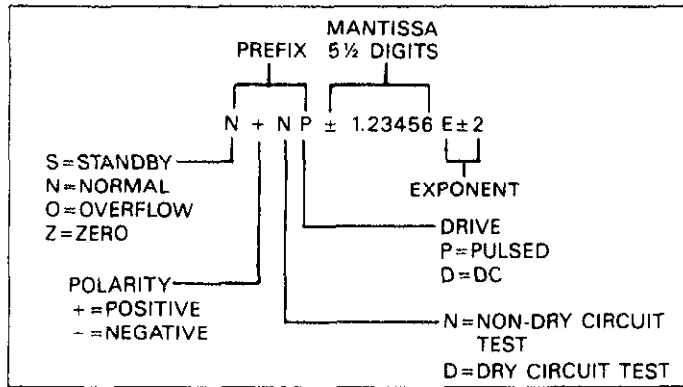 MANTISSA
PREFIX 5½ DIGITS
N + N P ± 1.23456 E±2
S=STANDBY
N=NORMAL
O=OVERFLOW
Z=ZERO
EXPONENT
DRIVE
P=PULSED
D=DC
POLARITY
+=POSITIVE
-=NEGATIVE
N=NON-DRY CIRCUIT
TEST
D=DRY CIRCUIT TEST